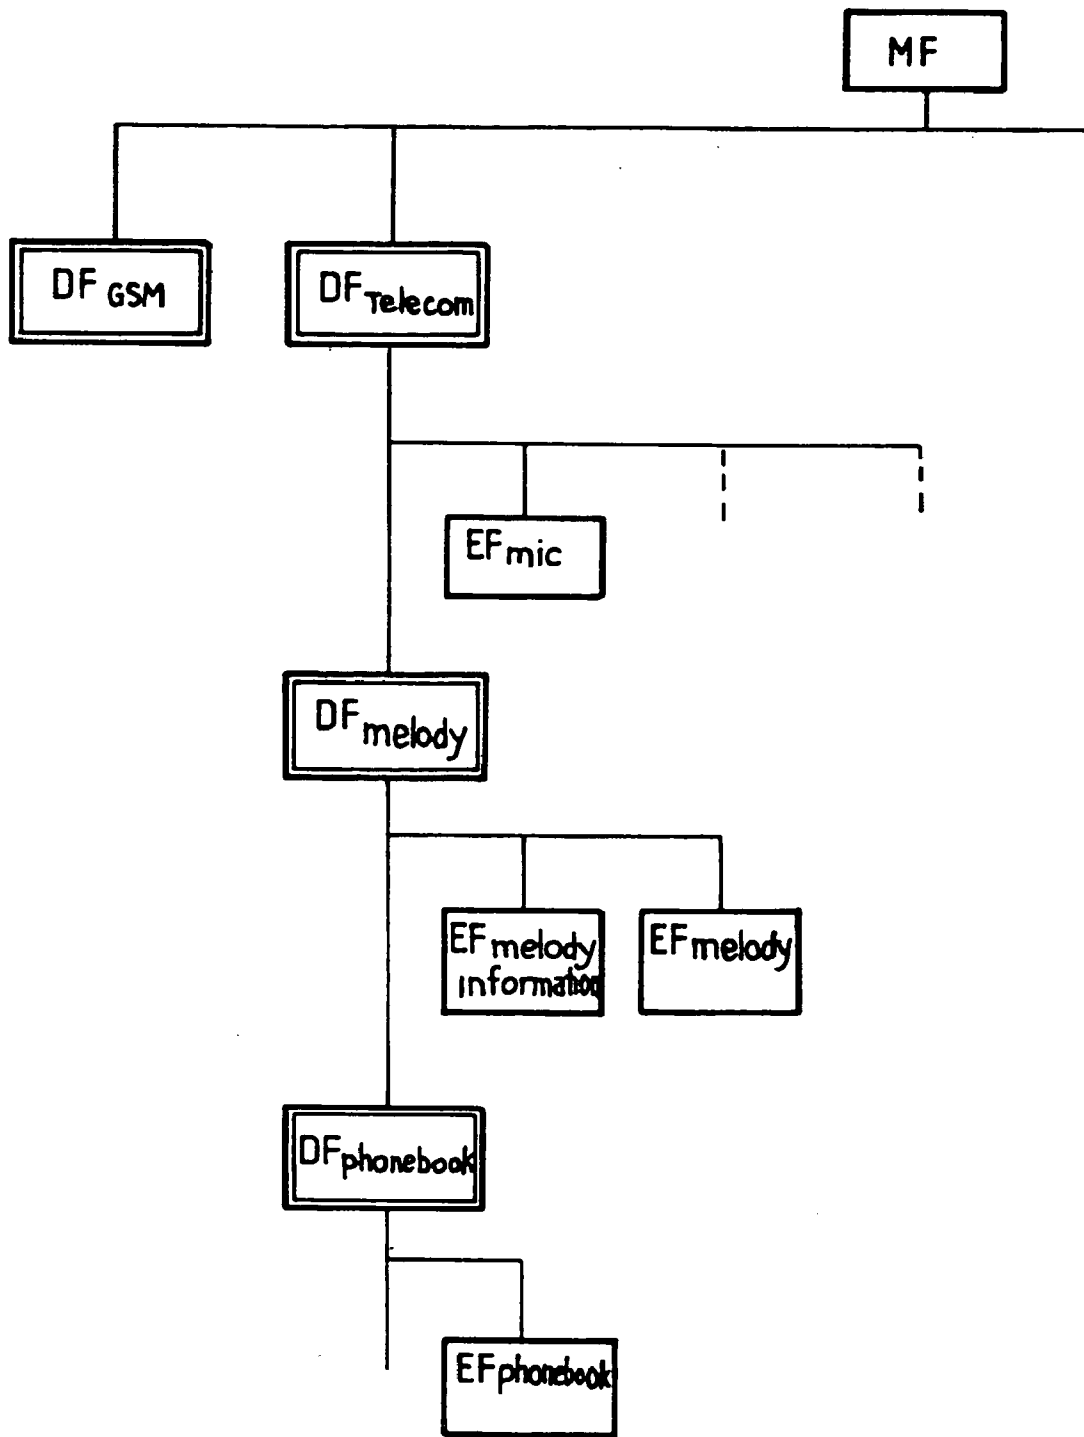 MF
DF GSM
DF Telecom
EF mic
DF melody
EF melody
information
EF melody
DF phonebook
EF phonebook